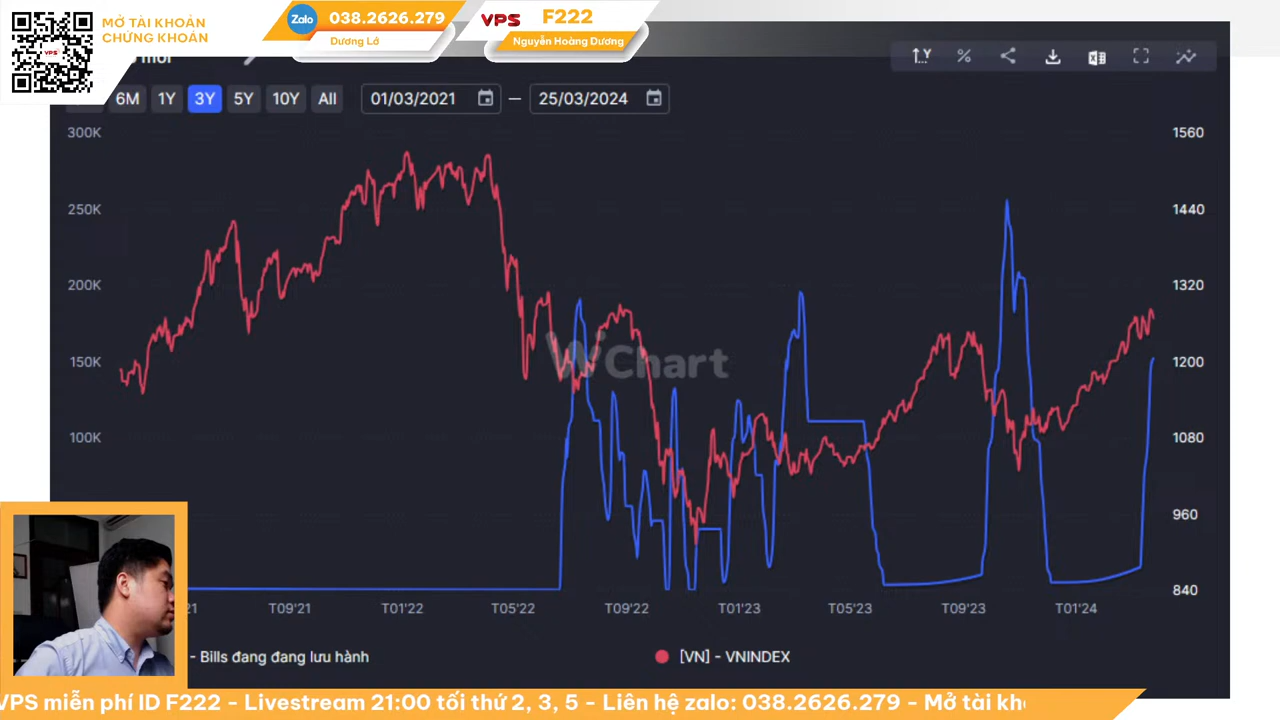 MỞ TÀI KHOẢN
CHỨNG KHOÁN
VPS
Zalo 038.2626.279
Dương Lở
VPS F222
Nguyễn Hoàng Dương
mới
6M 1Y 3Y 5Y 10Y All 01/03/2021 — 25/03/2024
Y %
300K 1560
250K 1440
200K 1320
150K 1200
100K 1080
960
840
WChart
21 T09'21 T01'22 T05'22 T09'22 T01'23 T05'23 T09'23 T01'24
- Bills đang đang lưu hành [VN] - VNINDEX
VPS miễn phí ID F222 - Livestream 21:00 tối thứ 2, 3, 5 - Liên hệ zalo: 038.2626.279 - Mở tài kh